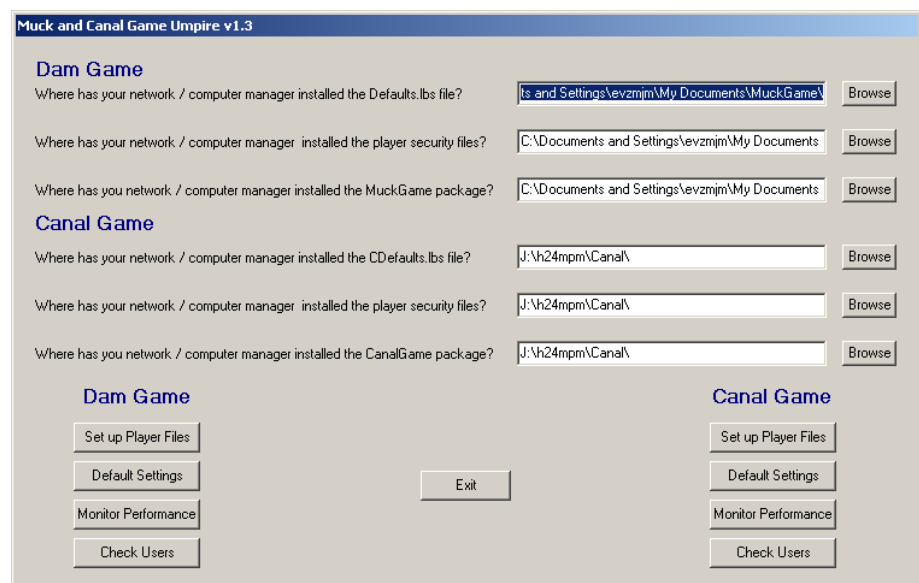 Muck and Canal Game Umpire v1.3
Dam Game
Where has your network / computer manager installed the Defaults.lbs file? ts and Settings\evzmjm\My Documents\MuckGame\ Browse
Where has your network / computer manager installed the player security files? C:\Documents and Settings\evzmjm\My Documents Browse
Where has you network / computer manager installed the MuckGame package? C:\Documents and Settings\evzmjm\My Documents Browse
Canal Game
Where has your network / computer manager installed the CDefaults.lbs file? J:\h24mpm\Canal\ Browse
Where has your network / computer manager installed the player security files? J:\h24mpm\Canal\ Browse
Where has you network / computer manager installed the CanalGame package? J:\h24mpm\Canal\ Browse
Dam Game Canal Game
Set up Player Files Set up Player Files
Default Settings Default Settings
Exit
Monitor Performance Monitor Performance
Check Users Check Users